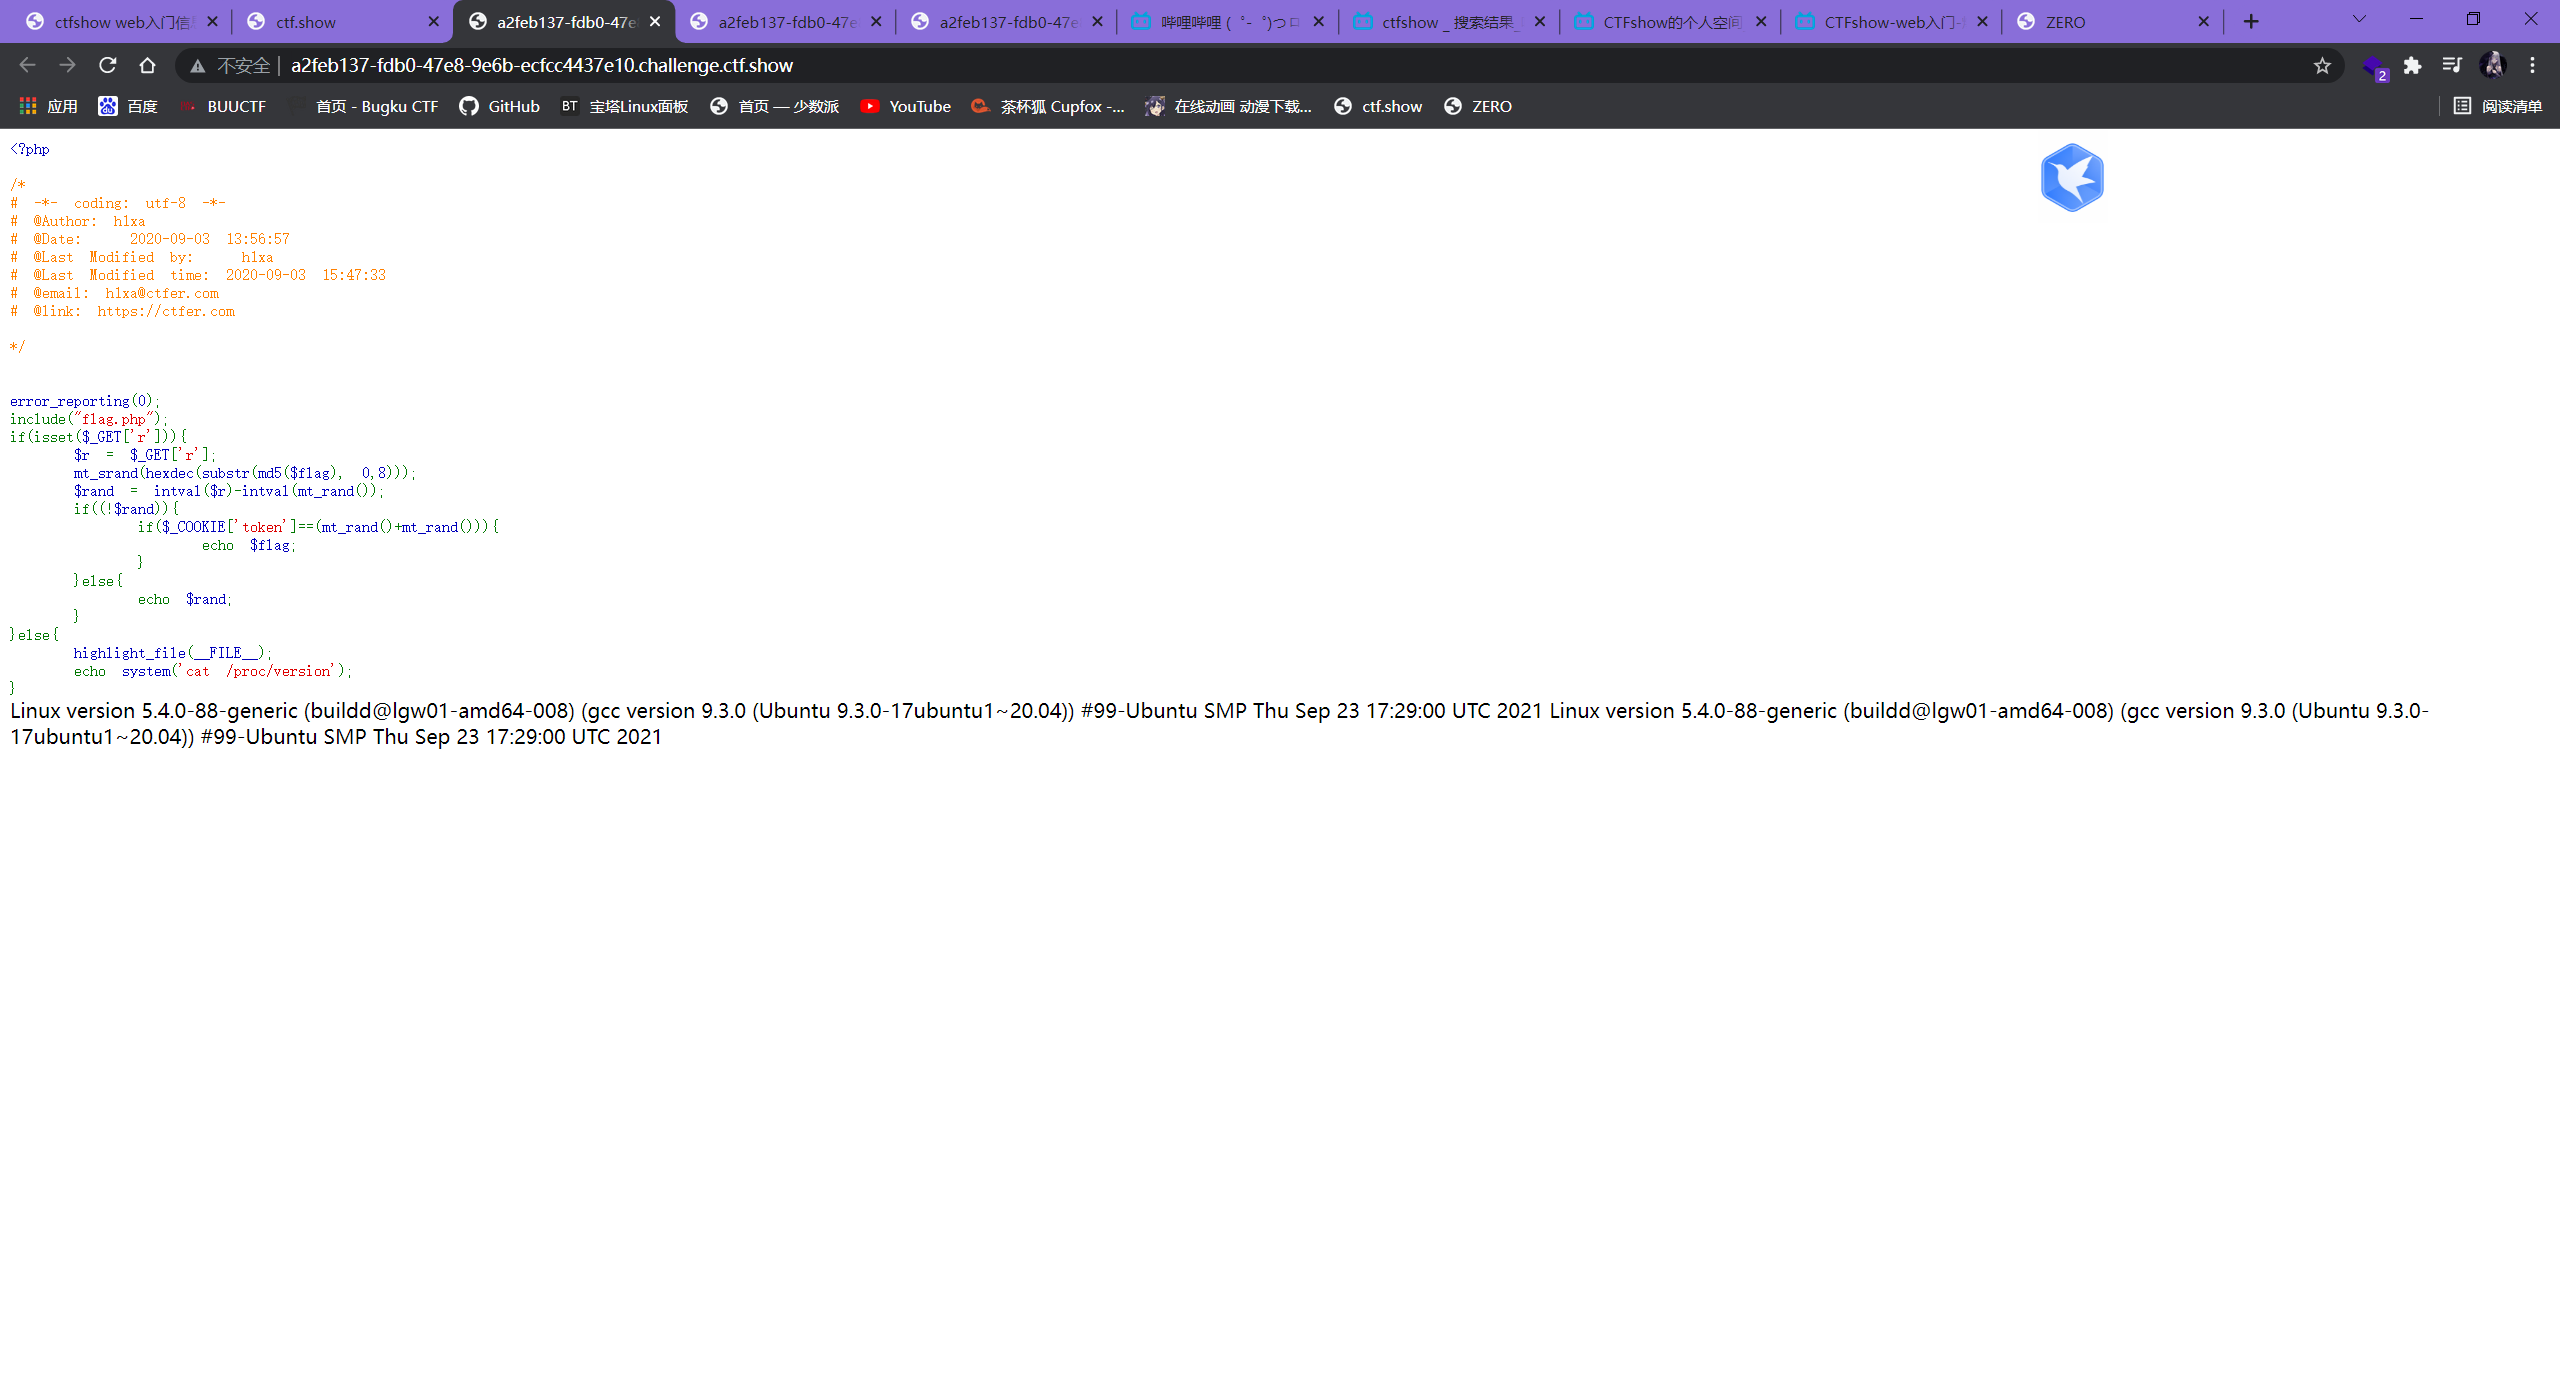 ctfshow web入门信
ctf.show
a2feb137-fdb0-47e
a2feb137-fdb0-47e
a2feb137-fdb0-47e
哔哩哔哩 ( ゜- ゜)つロ
ctfshow _ 搜索结果_
CTFshow的个人空间
CTFshow-web入门-
ZERO
不安全 | a2feb137-fdb0-47e8-9e6b-ecfcc4437e10.challenge.ctf.show
2
应用 百度 BUUCTF 首页 - Bugku CTF GitHub BT 宝塔Linux面板 首页 — 少数派 YouTube 茶杯狐 Cupfox -... 在线动画 动漫下载... ctf.show ZERO 阅读清单
<?php
/*
# -*- coding: utf-8 -*-
# @Author: h1xa
# @Date:   2020-09-03 13:56:57
# @Last Modified by:   h1xa
# @Last Modified time: 2020-09-03 15:47:33
# @email: h1xa@ctfer.com
# @link: https://ctfer.com
*/
error_reporting(0);
include("flag.php");
if(isset($_GET['r'])){
    $r = $_GET['r'];
    mt_srand(hexdec(substr(md5($flag), 0,8)));
    $rand = intval($r)-intval(mt_rand());
    if((!$rand)){
        if($_COOKIE['token']==(mt_rand()+mt_rand())){
            echo $flag;
        }
    }else{
        echo $rand;
    }
}else{
    highlight_file(__FILE__);
    echo system('cat /proc/version');
}
Linux version 5.4.0-88-generic (buildd@lgw01-amd64-008) (gcc version 9.3.0 (Ubuntu 9.3.0-17ubuntu1~20.04)) #99-Ubuntu SMP Thu Sep 23 17:29:00 UTC 2021 Linux version 5.4.0-88-generic (buildd@lgw01-amd64-008) (gcc version 9.3.0 (Ubuntu 9.3.0-
17ubuntu1~20.04)) #99-Ubuntu SMP Thu Sep 23 17:29:00 UTC 2021